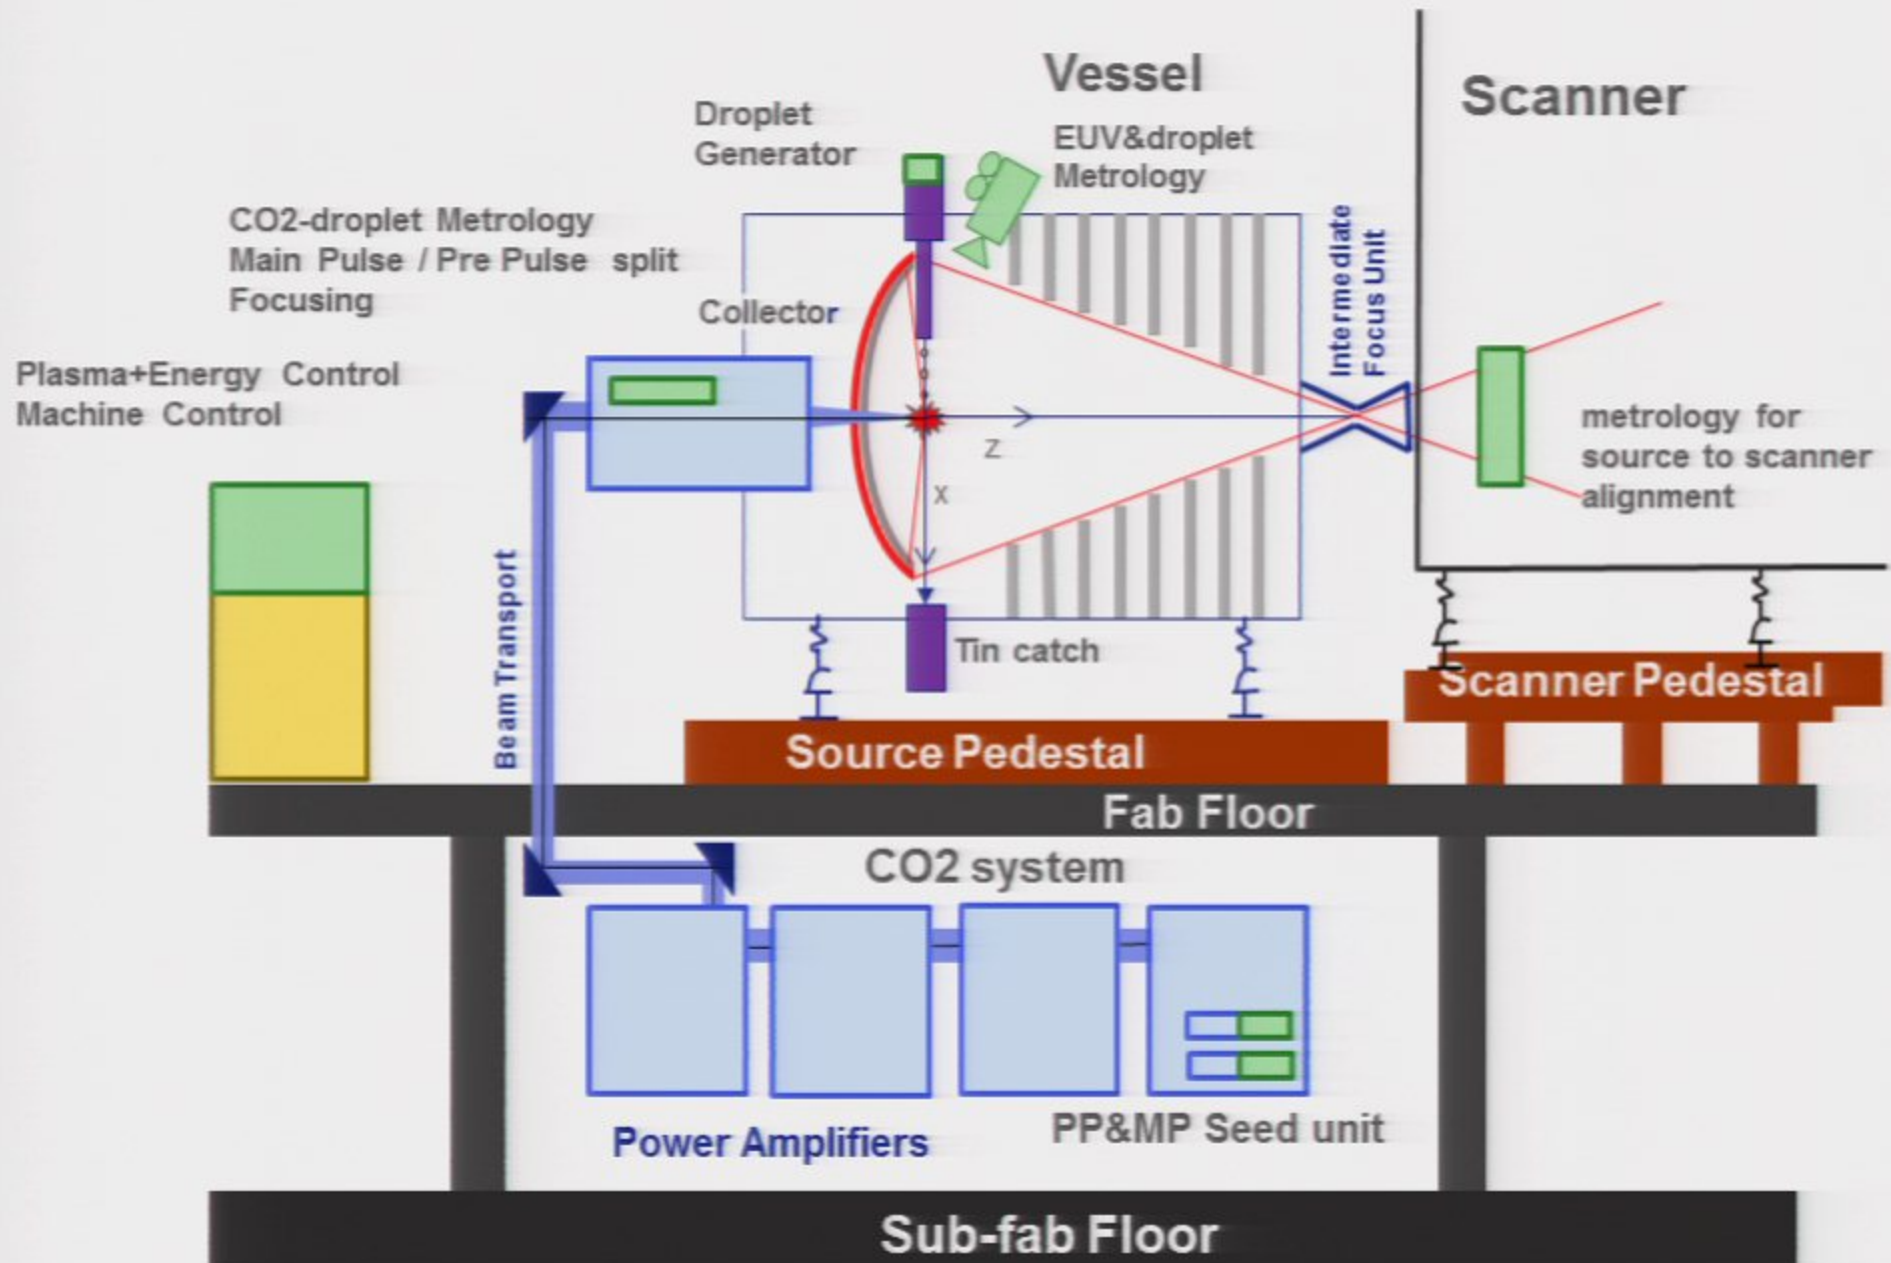 Vessel
Scanner
Droplet
Generator
EUV&droplet
Metrology
CO2-droplet Metrology
Main Pulse / Pre Pulse split
Focusing
Collector
Intermediate
Focus Unit
Plasma+Energy Control
Machine Control
Z
X
metrology for
source to scanner
alignment
Beam Transport
Tin catch
Scanner Pedestal
Source Pedestal
Fab Floor
CO2 system
Power Amplifiers
PP&MP Seed unit
Sub-fab Floor